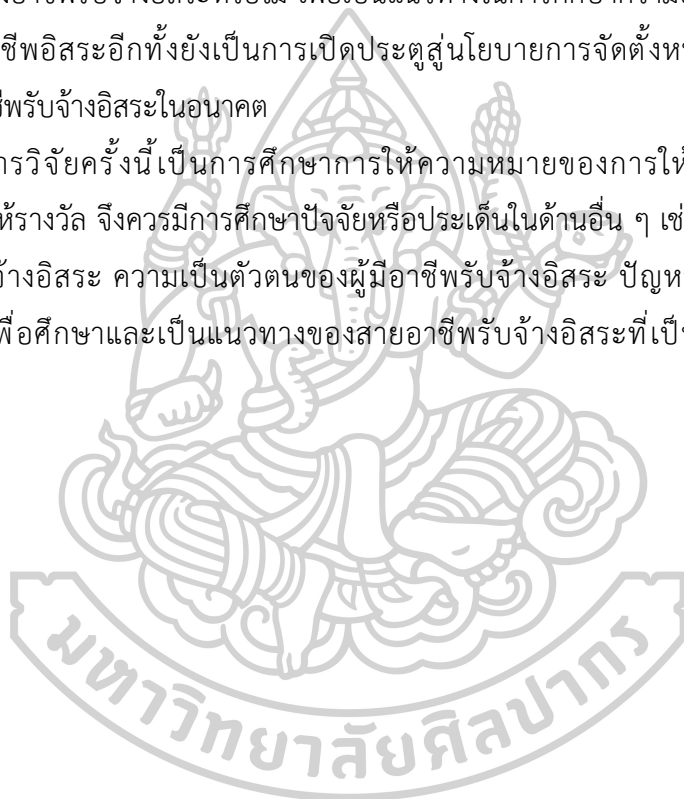 ชีพอิสระอีกทั้งยังเป็นการเปิดประตูสู่นโยบายการจัดตั้งห
ชีพรับจ้างอิสระในอนาคต
ารวิจัยครั้งนี้เป็นการศึกษาการให้ความหมายของการให้
ห้รางวัล จึงควรมีการศึกษาปัจจัยหรือประเด็นในด้านอื่น ๆ เช่
จ้างอิสระ ความเป็นตัวตนของผู้มีอาชีพรับจ้างอิสระ ปัญห
พื่อศึกษาและเป็นแนวทางของสายอาชีพรับจ้างอิสระที่เป็
มหาวิทยาลัยศิลปากร